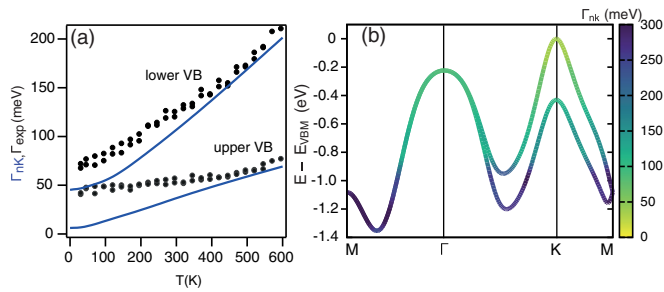 (a)
200
150
100
50
0
ΓnK,Γexp(meV)
lower VB
upper VB
0 100 200 300 400 500 600
T(K)
(b)
Γnk (meV)
0
-0.2
-0.4
-0.6
-0.8
-1.0
-1.2
-1.4
E − EVBM (eV)
M Γ K M
300
250
200
150
100
50
0